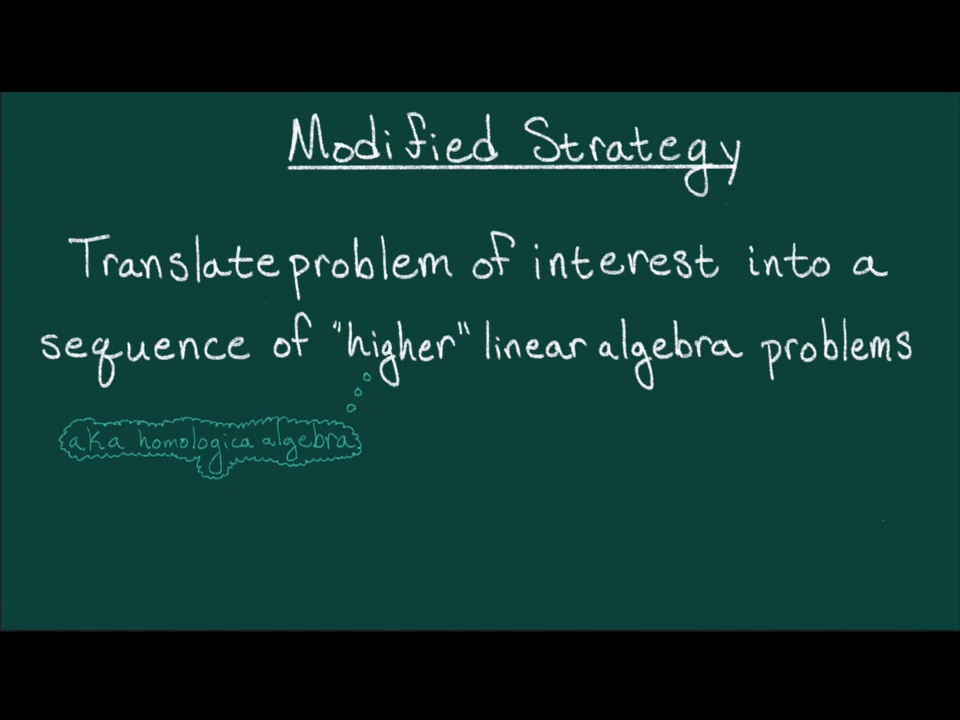 Modified Strategy
Translate problem of interest into a
sequence of "higher" linear algebra problems
aka homologica algebra